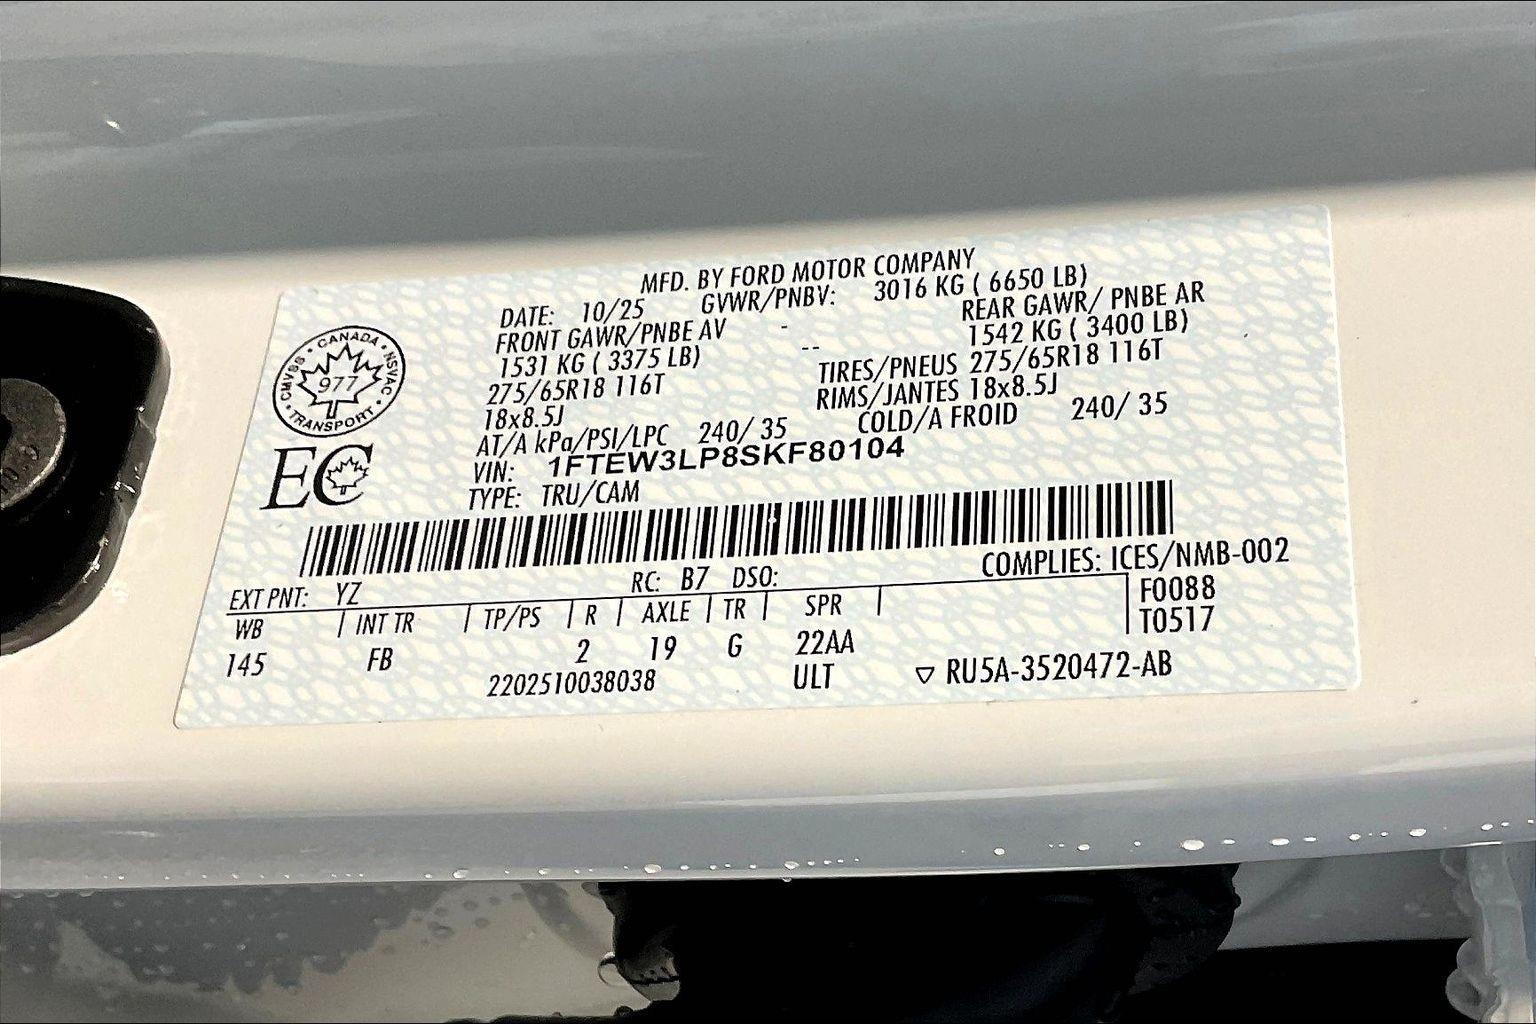 MFD. BY FORD MOTOR COMPANY
DATE: 10/25 GVWR/PNBV: 3016 KG ( 6650 LB)
FRONT GAWR/PNBE AV - REAR GAWR/ PNBE AR
1531 KG ( 3375 LB) -- 1542 KG ( 3400 LB)
275/65R18 116T TIRES/PNEUS 275/65R18 116T
18x8.5J RIMS/JANTES 18x8.5J
AT/A kPa/PSI/LPC 240/ 35 COLD/A FROID 240/ 35
VIN: 1FTEW3LP8SKF80104
TYPE: TRU/CAM
CANADA • NSVAC • TRANSPORT • CMVSS •
977
EC
COMPLIES: ICES/NMB-002
EXT PNT: YZ RC: B7 DSO:
WB | INT TR | TP/PS | R | AXLE | TR | SPR | F0088
T0517
145 FB 2 19 G 22AA
2202510038038 ULT ▽ RU5A-3520472-AB